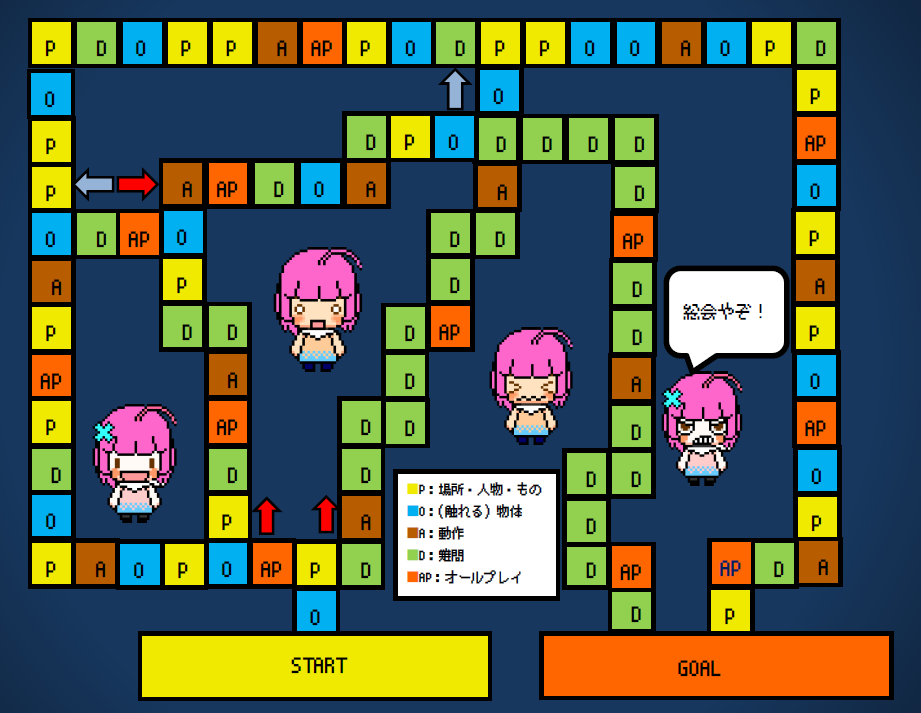 P D O P P A AP P O D P P O O A O P D
O O P
P D P O D D D D AP
P A AP D O A A D O
O D AP O D D AP P
A P D D A
総会やぞ！
P D D D AP D P
AP A D A O
P AP D D D AP
D D D D D O
P：場所・人物・もの
O：(触れる) 物体
A：動作
D：難問
AP：オールプレイ
O P A D P
P A O P O AP P D D AP AP D A
O D P
START
GOAL